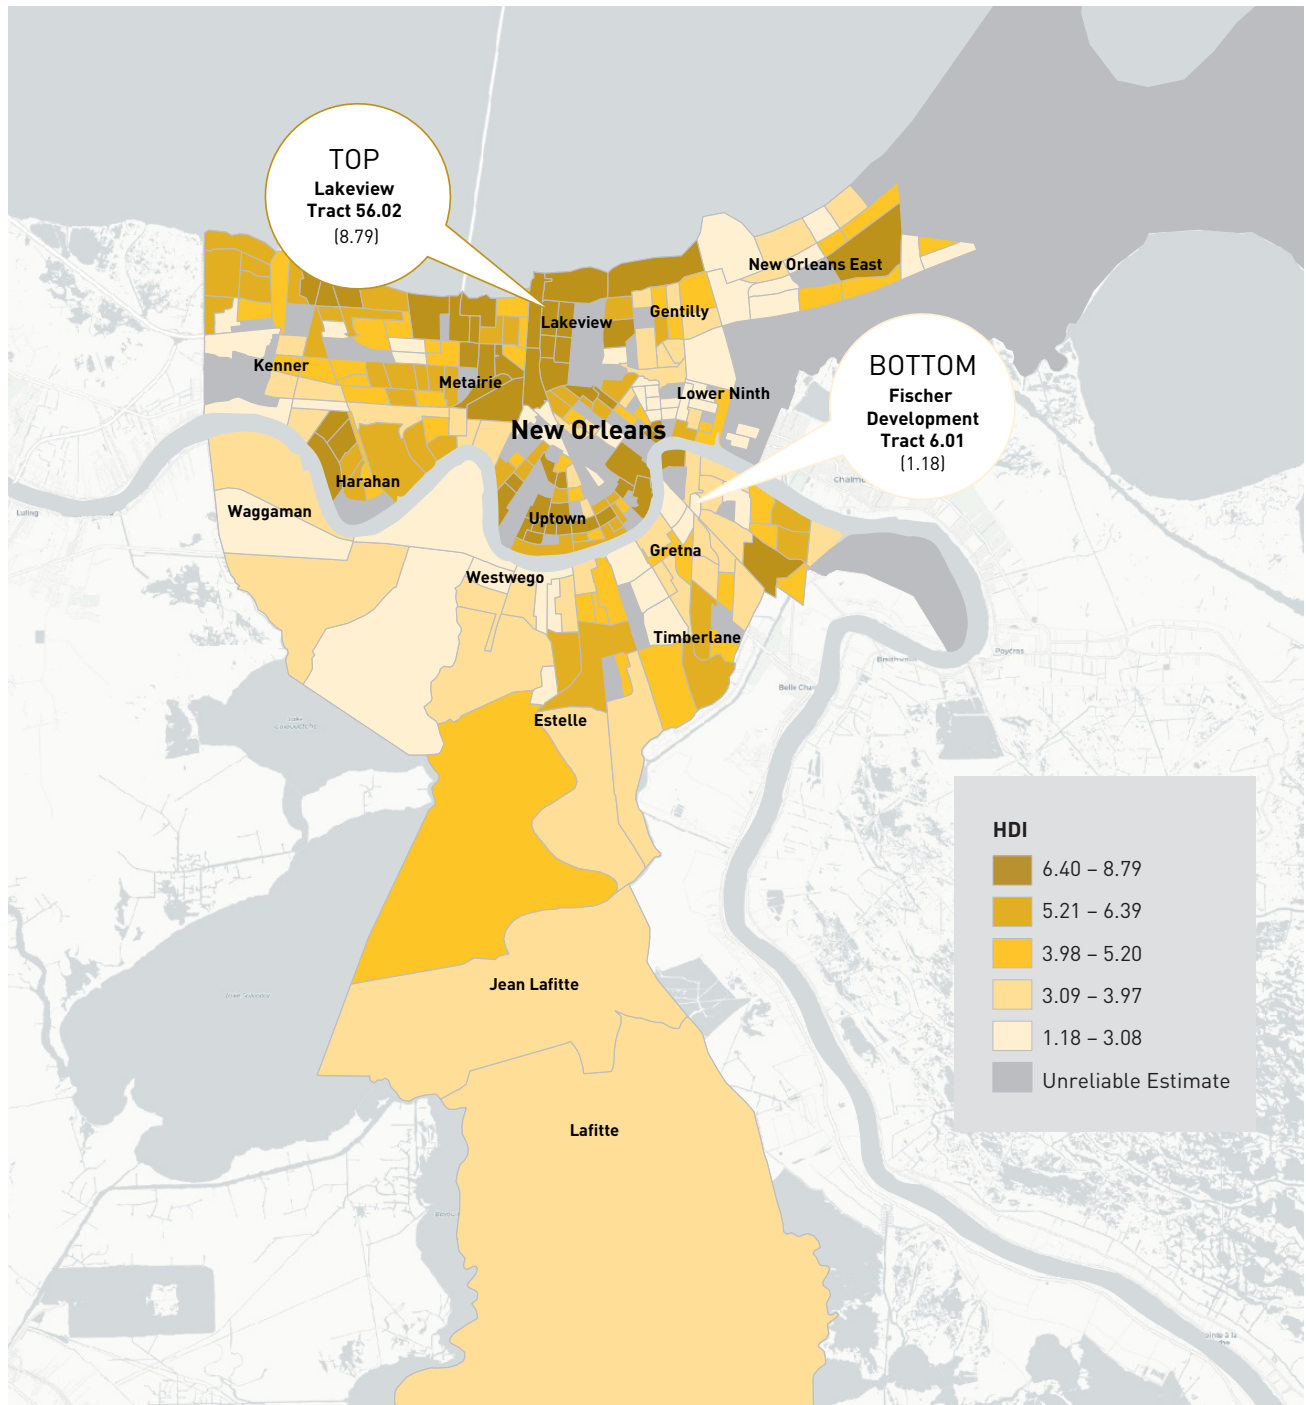 TOP
Lakeview
Tract 56.02
(8.79)
New Orleans East
Gentilly
Lakeview
BOTTOM
Fischer
Development
Tract 6.01
(1.18)
Kenner
Metairie
Lower Ninth
New Orleans
Harahan
Waggaman
Uptown
Gretna
Westwego
Timberlane
Estelle
Jean Lafitte
Lafitte
Luling
Poydras
HDI
6.40 – 8.79
5.21 – 6.39
3.98 – 5.20
3.09 – 3.97
1.18 – 3.08
Unreliable Estimate